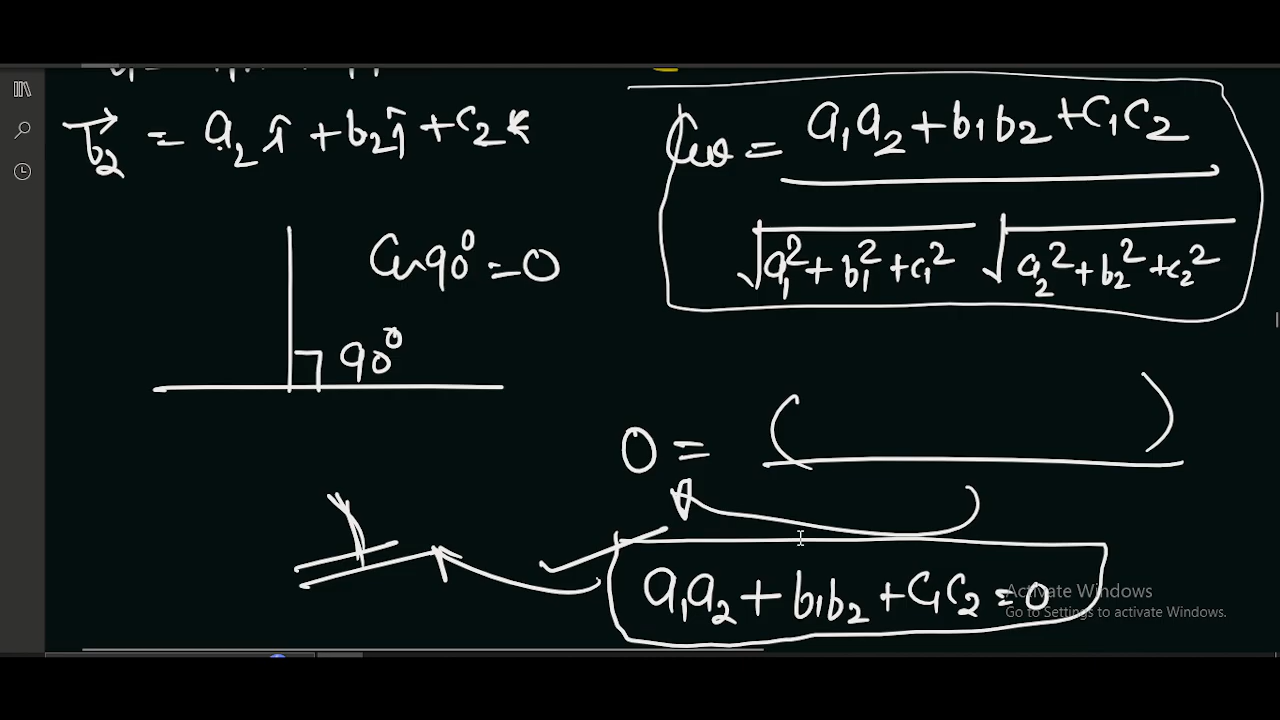 b₂ = a₂ î + b₂ ĵ + c₂ k
Cosθ = a₁a₂ + b₁b₂ + c₁c₂
√a₁² + b₁² + c₁² √a₂² + b₂² + c₂²
Cos90° = 0
90°
0 = ( )
a₁a₂ + b₁b₂ + c₁c₂ = 0
Activate Windows
Go to Settings to activate Windows.